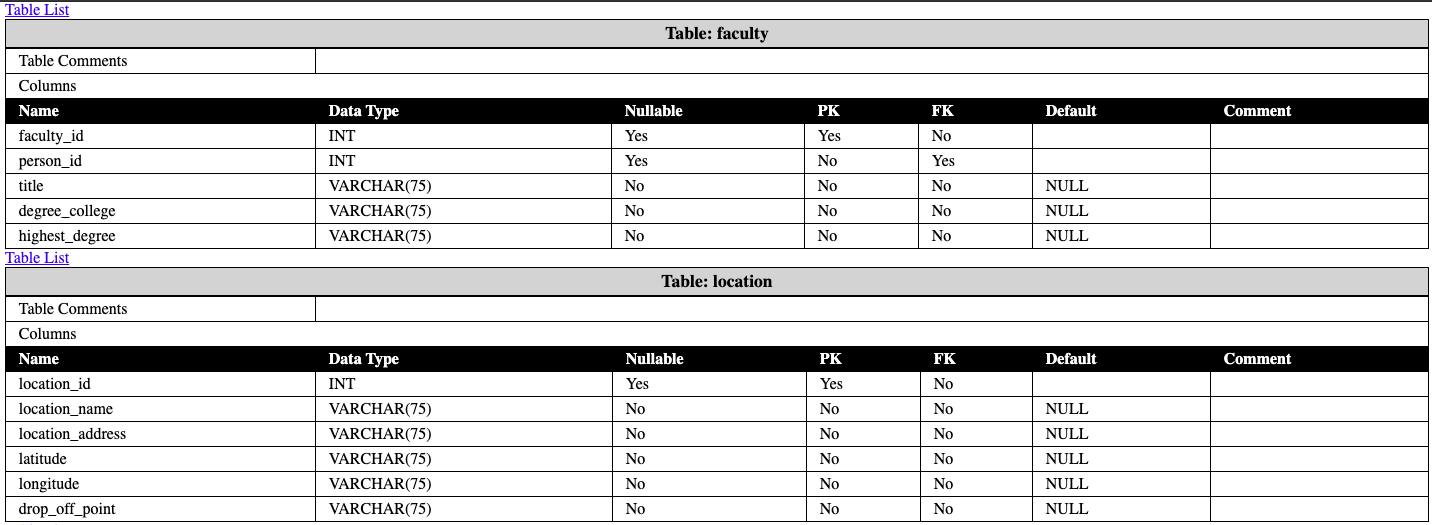 Table List
Table: faculty
Table Comments
Columns
Name Data Type Nullable PK FK Default Comment
faculty_id INT Yes Yes No
person_id INT Yes No Yes
title VARCHAR(75) No No No NULL
degree_college VARCHAR(75) No No No NULL
highest_degree VARCHAR(75) No No No NULL
Table List
Table: location
Table Comments
Columns
Name Data Type Nullable PK FK Default Comment
location_id INT Yes Yes No
location_name VARCHAR(75) No No No NULL
location_address VARCHAR(75) No No No NULL
latitude VARCHAR(75) No No No NULL
longitude VARCHAR(75) No No No NULL
drop_off_point VARCHAR(75) No No No NULL